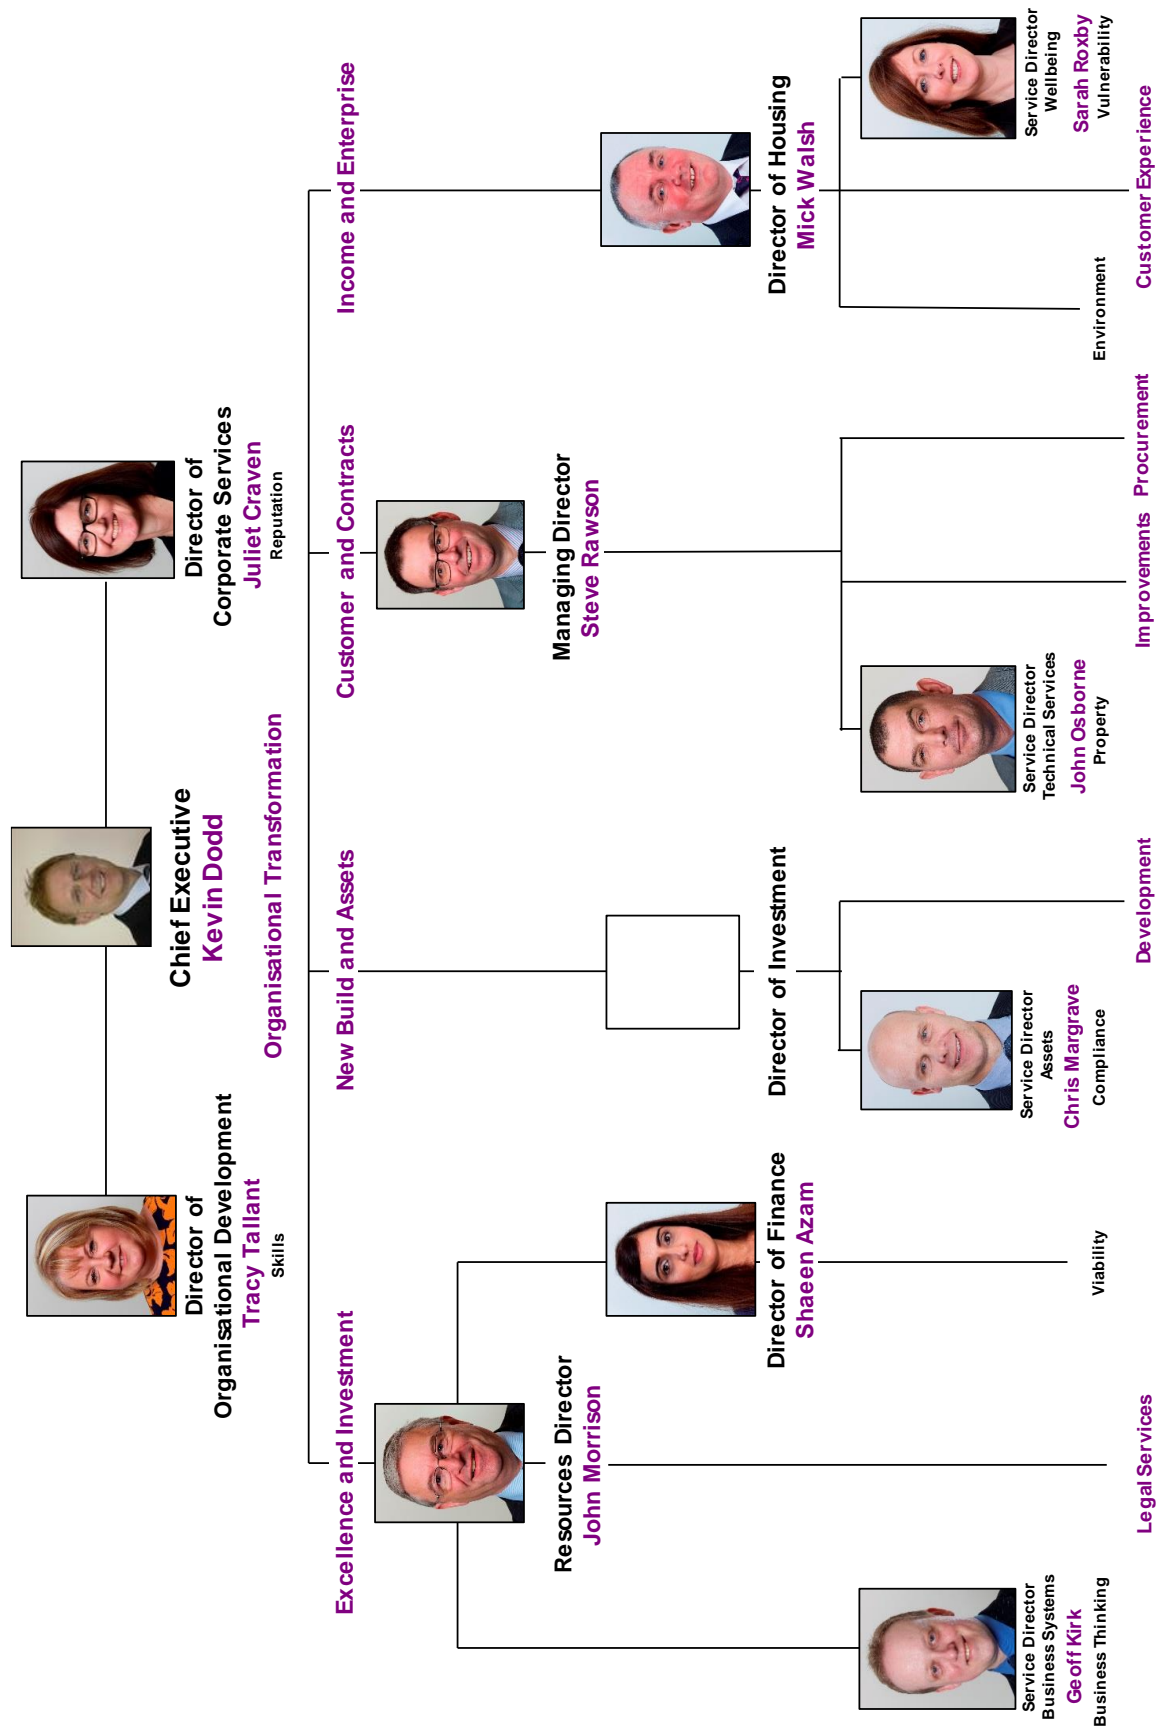 Chief Executive
Kevin Dodd
Director of
Organisational Development
Tracy Tallant
Skills
Director of
Corporate Services
Juliet Craven
Reputation
Organisational Transformation
Excellence and Investment
New Build and Assets
Customer and Contracts
Income and Enterprise
Resources Director
John Morrison
Managing Director
Steve Rawson
Director of Finance
Shaeen Azam
Director of Investment
Director of Housing
Mick Walsh
Service Director
Business Systems
Geoff Kirk
Business Thinking
Legal Services
Viability
Service Director
Assets
Chris Margrave
Compliance
Development
Service Director
Technical Services
John Osborne
Property
Improvements
Procurement
Environment
Customer Experience
Service Director
Wellbeing
Sarah Roxby
Vulnerability